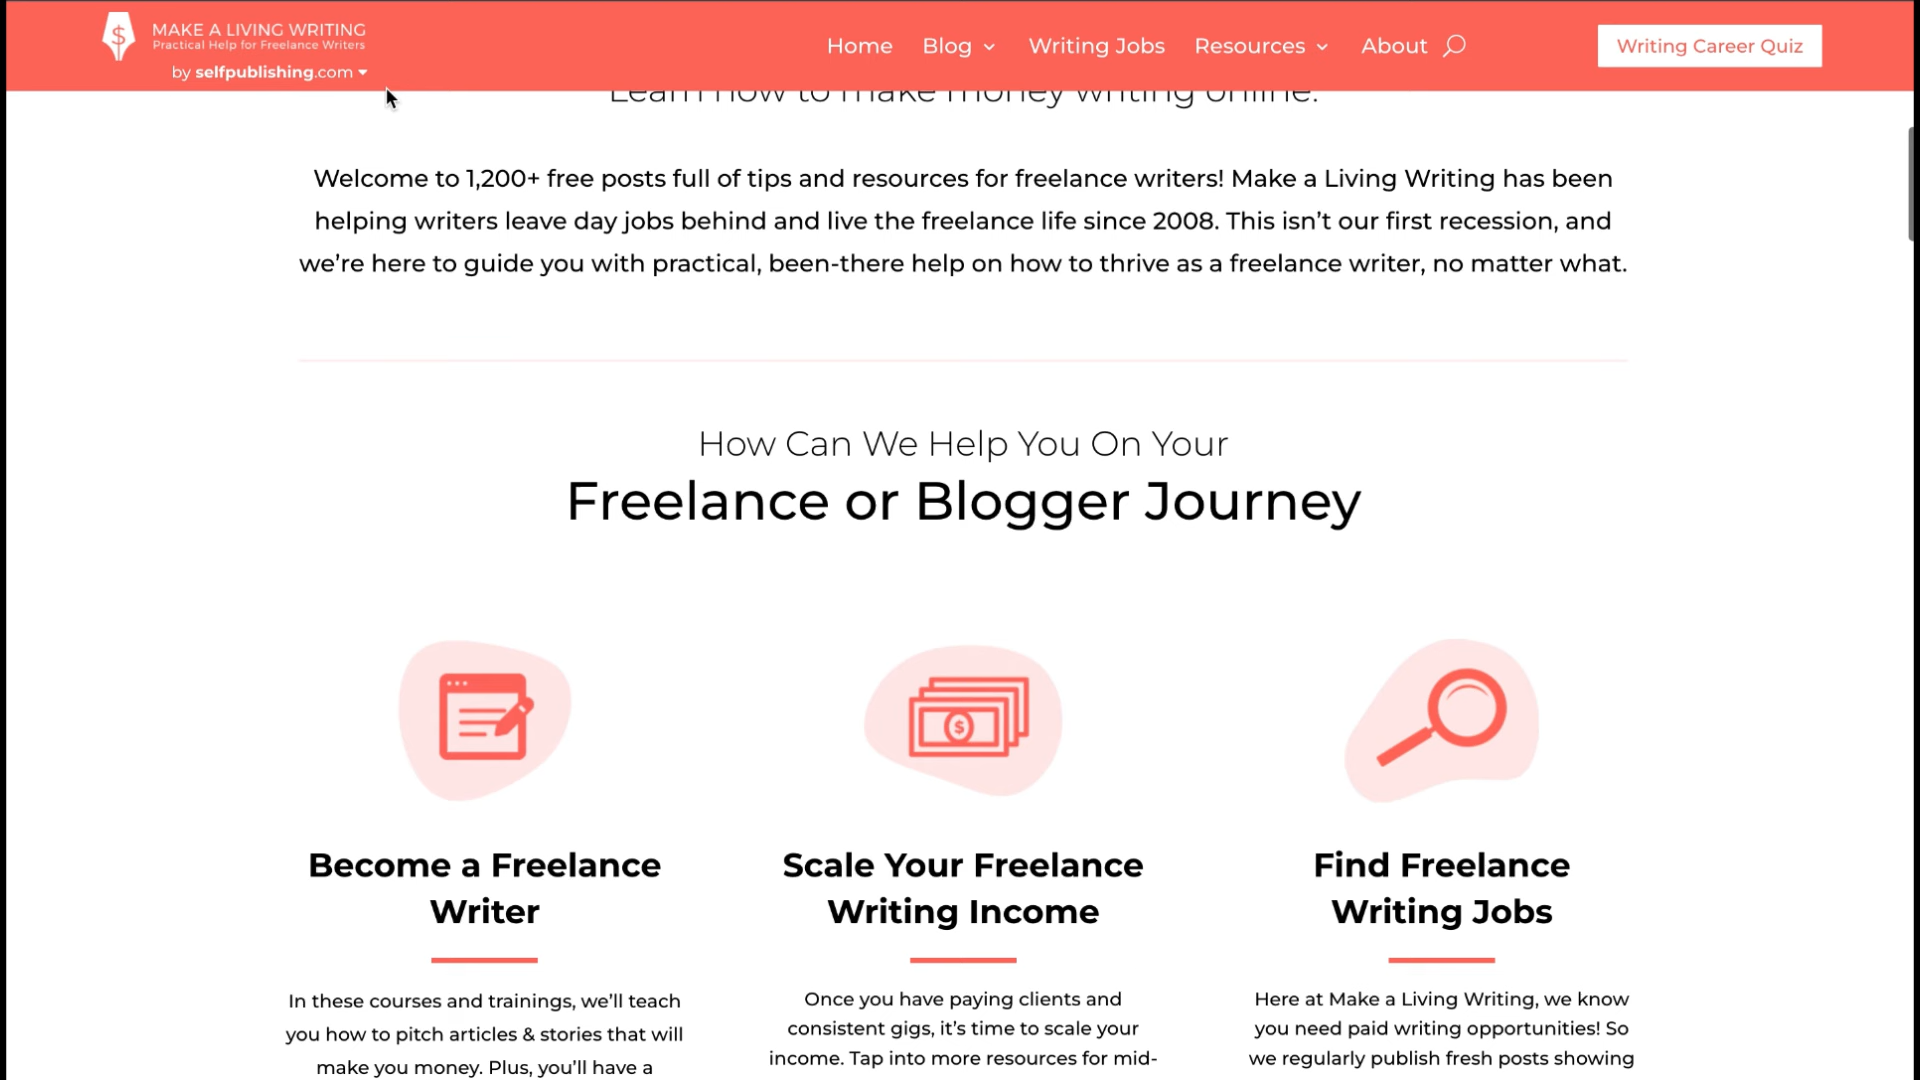 MAKE A LIVING WRITING
Practical Help for Freelance Writers
by selfpublishing.com
Home
Blog
Writing Jobs
Resources
About
Writing Career Quiz
Learn how to make money writing online.
Welcome to 1,200+ free posts full of tips and resources for freelance writers! Make a Living Writing has been
helping writers leave day jobs behind and live the freelance life since 2008. This isn’t our first recession, and
we’re here to guide you with practical, been-there help on how to thrive as a freelance writer, no matter what.
How Can We Help You On Your
Freelance or Blogger Journey
Become a Freelance
Writer
In these courses and trainings, we’ll teach
you how to pitch articles & stories that will
make you money. Plus, you’ll have a
Scale Your Freelance
Writing Income
Once you have paying clients and
consistent gigs, it’s time to scale your
income. Tap into more resources for mid-
Find Freelance
Writing Jobs
Here at Make a Living Writing, we know
you need paid writing opportunities! So
we regularly publish fresh posts showing